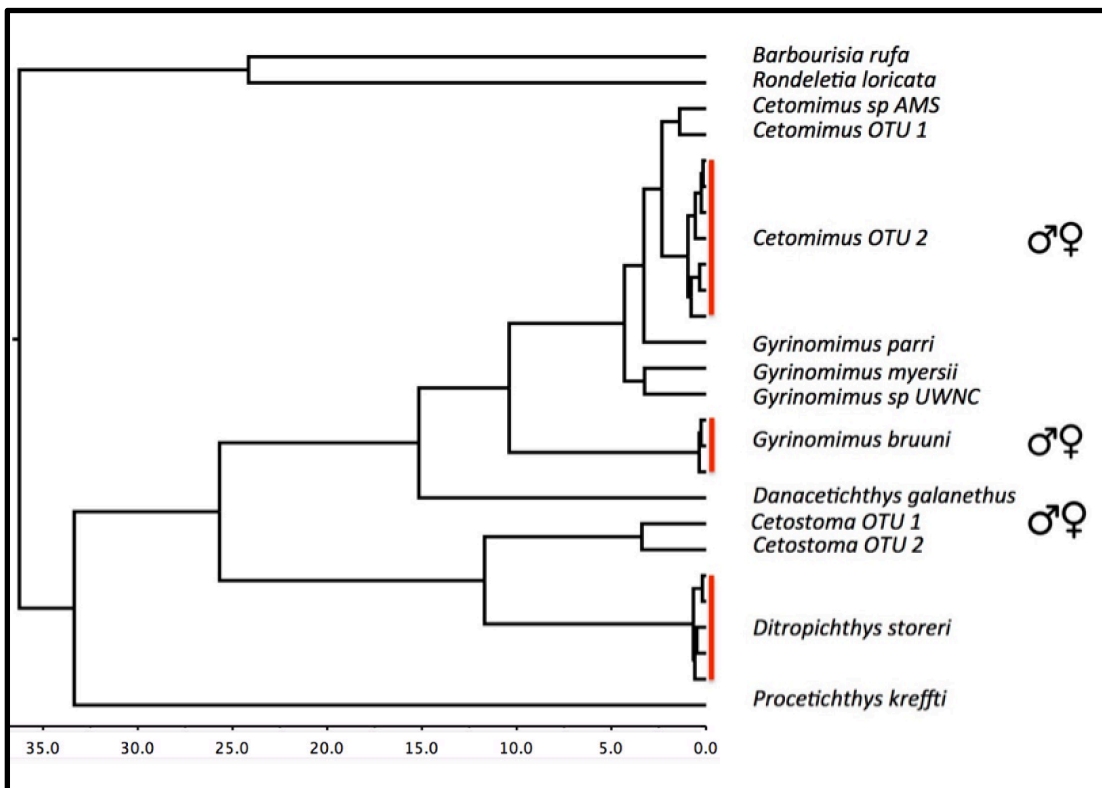 Barbourisia rufa
Rondeletia loricata
Cetomimus sp AMS
Cetomimus OTU 1
Cetomimus OTU 2 ♂♀
Gyrinomimus parri
Gyrinomimus myersii
Gyrinomimus sp UWNC
Gyrinomimus bruuni ♂♀
Danacetichthys galanethus
Cetostoma OTU 1 ♂♀
Cetostoma OTU 2
Ditropichthys storeri
Procetichthys kreffti
35.0 30.0 25.0 20.0 15.0 10.0 5.0 0.0